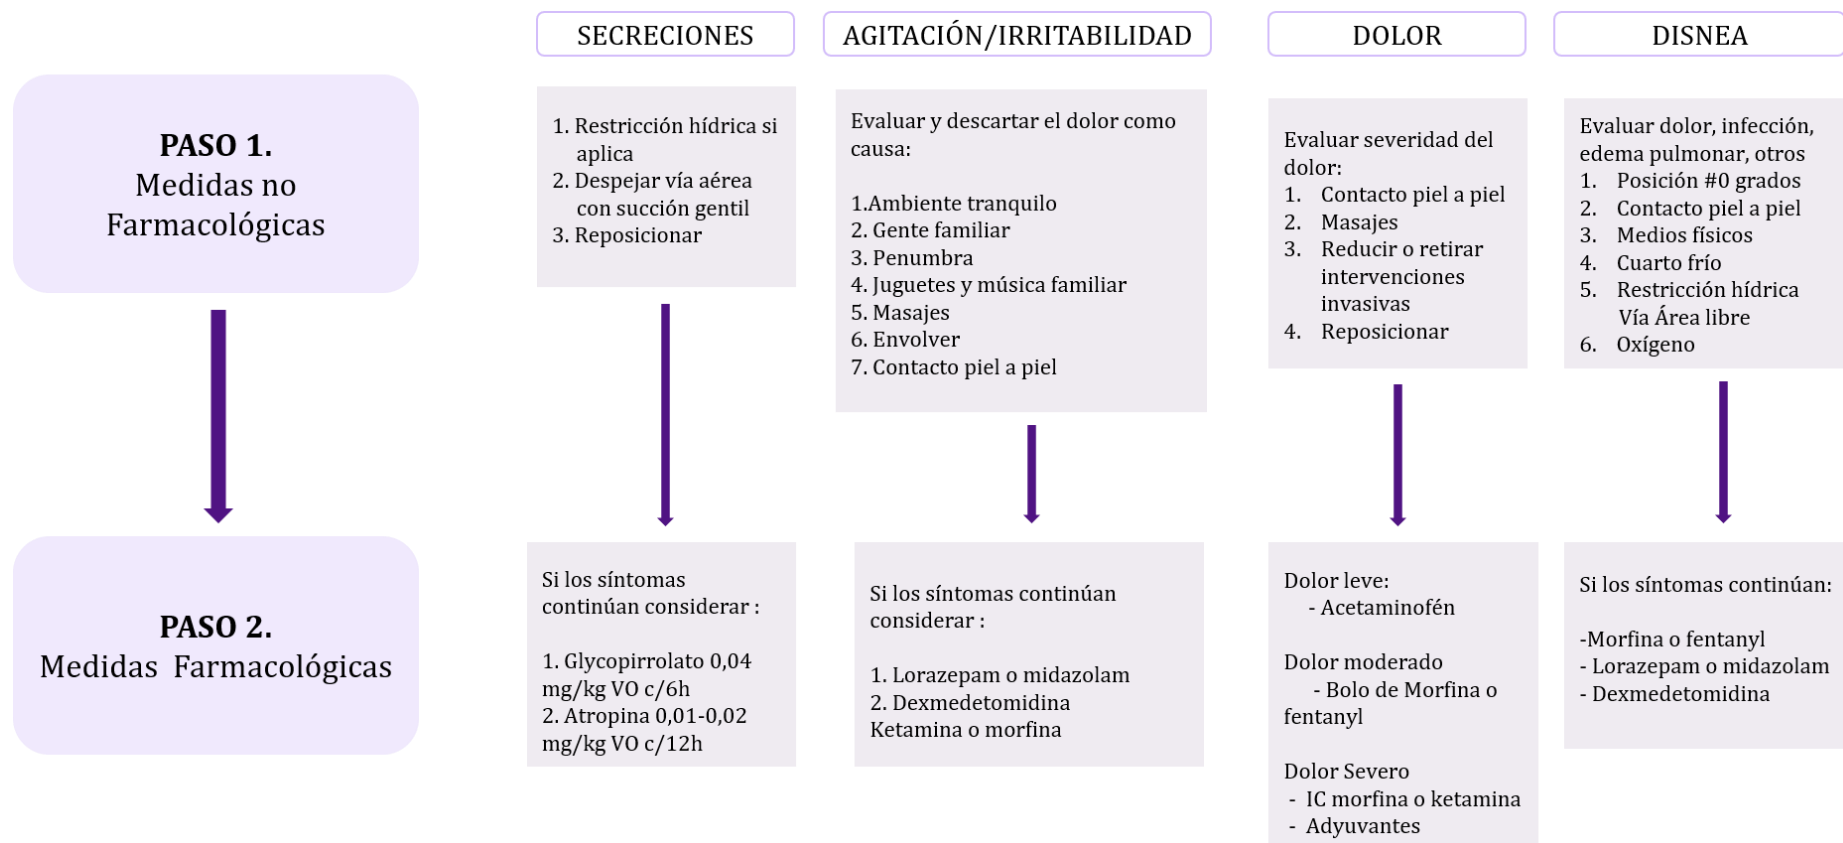 SECRECIONES
AGITACIÓN/IRRITABILIDAD
DOLOR
DISNEA
PASO 1.
Medidas no
Farmacológicas
1. Restricción hídrica si
aplica
2. Despejar vía aérea
con succión gentil
3. Reposicionar
Evaluar y descartar el dolor como
causa:
1.Ambiente tranquilo
2. Gente familiar
3. Penumbra
4. Juguetes y música familiar
5. Masajes
6. Envolver
7. Contacto piel a piel
Evaluar severidad del
dolor:
1. Contacto piel a piel
2. Masajes
3. Reducir o retirar
intervenciones
invasivas
4. Reposicionar
Evaluar dolor, infección,
edema pulmonar, otros
1. Posición #0 grados
2. Contacto piel a piel
3. Medios físicos
4. Cuarto frío
5. Restricción hídrica
Vía Área libre
6. Oxígeno
PASO 2.
Medidas Farmacológicas
Si los síntomas
continúan considerar :
1. Glycopirrolato 0,04
mg/kg VO c/6h
2. Atropina 0,01-0,02
mg/kg VO c/12h
Si los síntomas continúan
considerar :
1. Lorazepam o midazolam
2. Dexmedetomidina
Ketamina o morfina
Dolor leve:
- Acetaminofén
Dolor moderado
- Bolo de Morfina o
fentanyl
Dolor Severo
- IC morfina o ketamina
- Adyuvantes
Si los síntomas continúan:
-Morfina o fentanyl
- Lorazepam o midazolam
- Dexmedetomidina